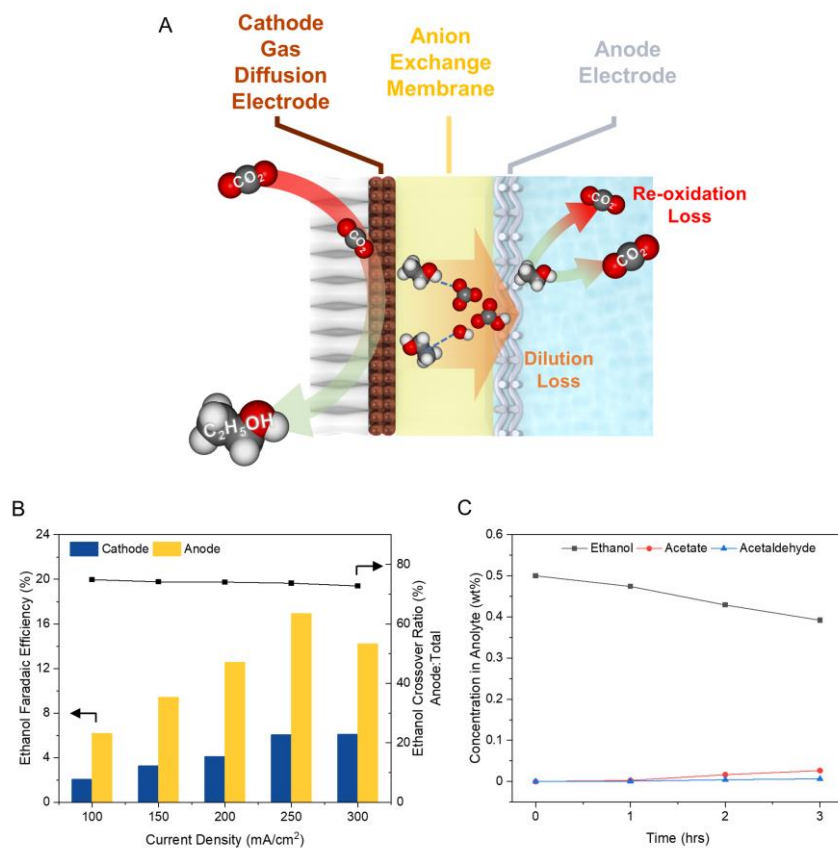 A
Cathode
Gas
Diffusion
Electrode
Anion
Exchange
Membrane
Anode
Electrode
CO₂
CO₂
CO₂
Re-oxidation
Loss
CO₂
Dilution
Loss
C₂H₅OH
B
Cathode
Anode
Ethanol Faradaic Efficiency (%)
24
20
16
12
8
4
0
80
60
40
20
0
Ethanol Crossover Ratio (%)
Anode:Total
100
150
200
250
300
Current Density (mA/cm²)
C
Ethanol
Acetate
Acetaldehyde
Concentration in Anolyte (wt%)
0.5
0.4
0.3
0.2
0.1
0
0
1
2
3
Time (hrs)